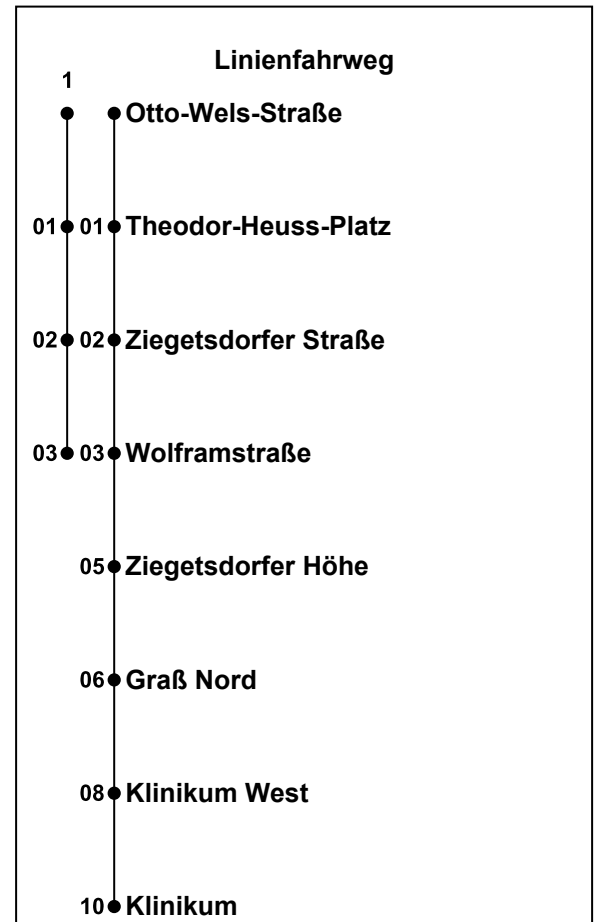 Linienfahrweg
1
Otto-Wels-Straße
01 01 Theodor-Heuss-Platz
02 02 Ziegetsdorfer Straße
03 03 Wolframstraße
05 Ziegetsdorfer Höhe
06 Graß Nord
08 Klinikum West
10 Klinikum